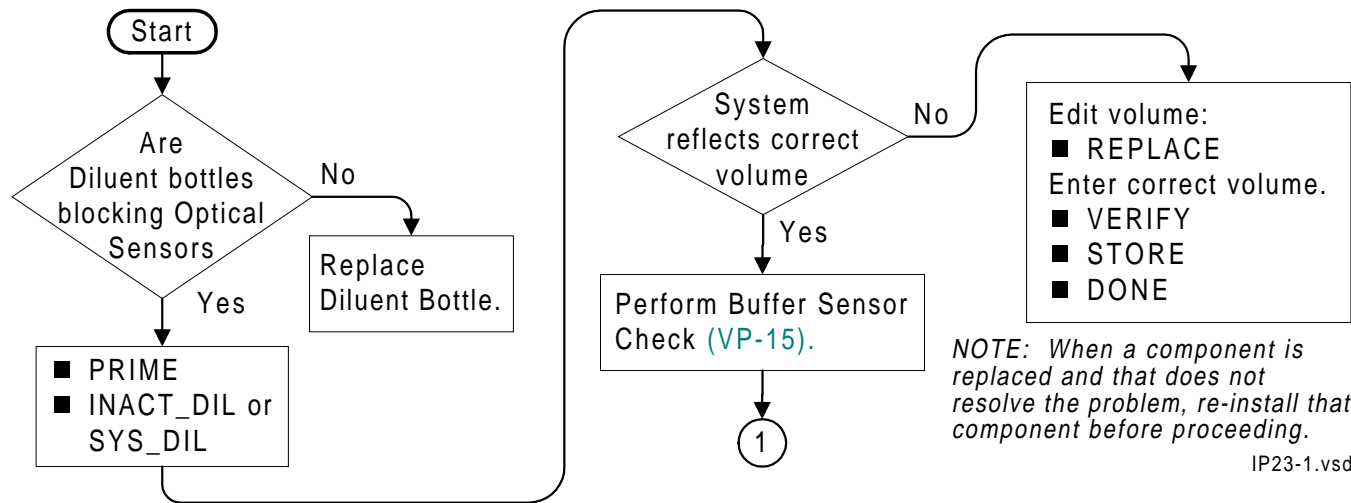 Start
Are
Diluent bottles
blocking Optical
Sensors
No
Replace
Diluent Bottle.
Yes
■ PRIME
■ INACT_DIL or
SYS_DIL
System
reflects correct
volume
No
Yes
Perform Buffer Sensor
Check (VP-15).
1
Edit volume:
■ REPLACE
Enter correct volume.
■ VERIFY
■ STORE
■ DONE
NOTE: When a component is
replaced and that does not
resolve the problem, re-install that
component before proceeding.
IP23-1.vsd